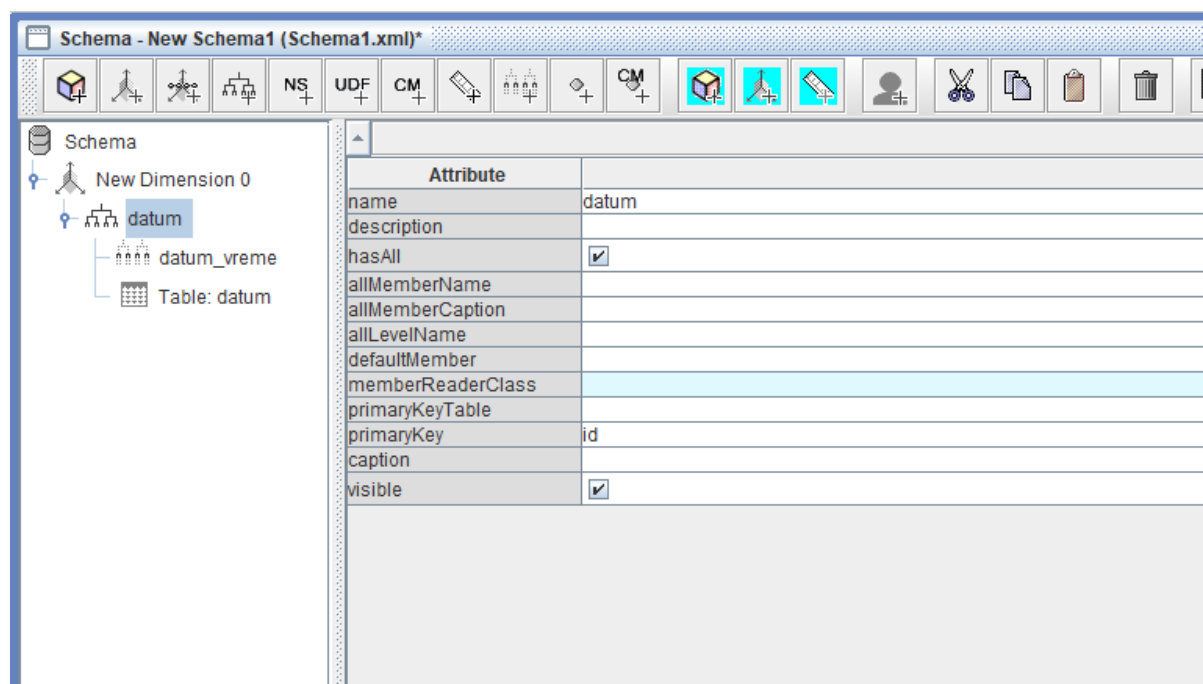 Schema - New Schema1 (Schema1.xml)*
NS UDF CM CM
Schema
New Dimension 0
datum
datum_vreme
Table: datum
Attribute
name datum
description
hasAll
allMemberName
allMemberCaption
allLevelName
defaultMember
memberReaderClass
primaryKeyTable
primaryKey id
caption
visible